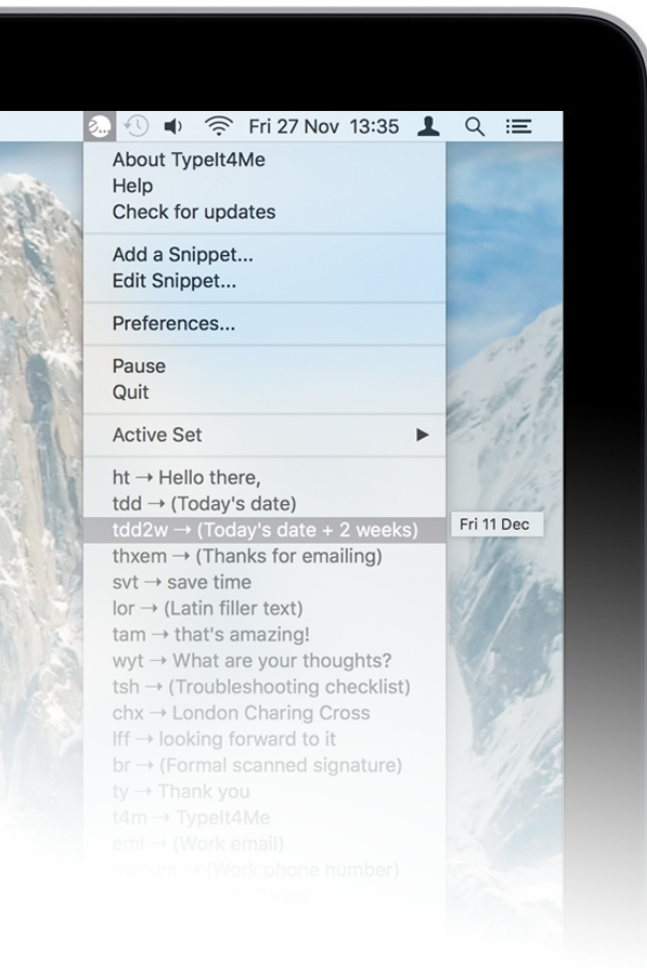 Fri 27 Nov 13:35
About TypeIt4Me
Help
Check for updates
Add a Snippet...
Edit Snippet...
Preferences...
Pause
Quit
Active Set
ht → Hello there,
tdd → (Today's date)
tdd2w → (Today's date + 2 weeks)
Fri 11 Dec
thxem → (Thanks for emailing)
svt → save time
lor → (Latin filler text)
tam → that's amazing!
wyt → What are your thoughts?
tsh → (Troubleshooting checklist)
chx → London Charing Cross
lff → looking forward to it
br → (Formal scanned signature)
ty → Thank you
t4m → TypeIt4Me
eml → (Work email)
→ (Work phone number)